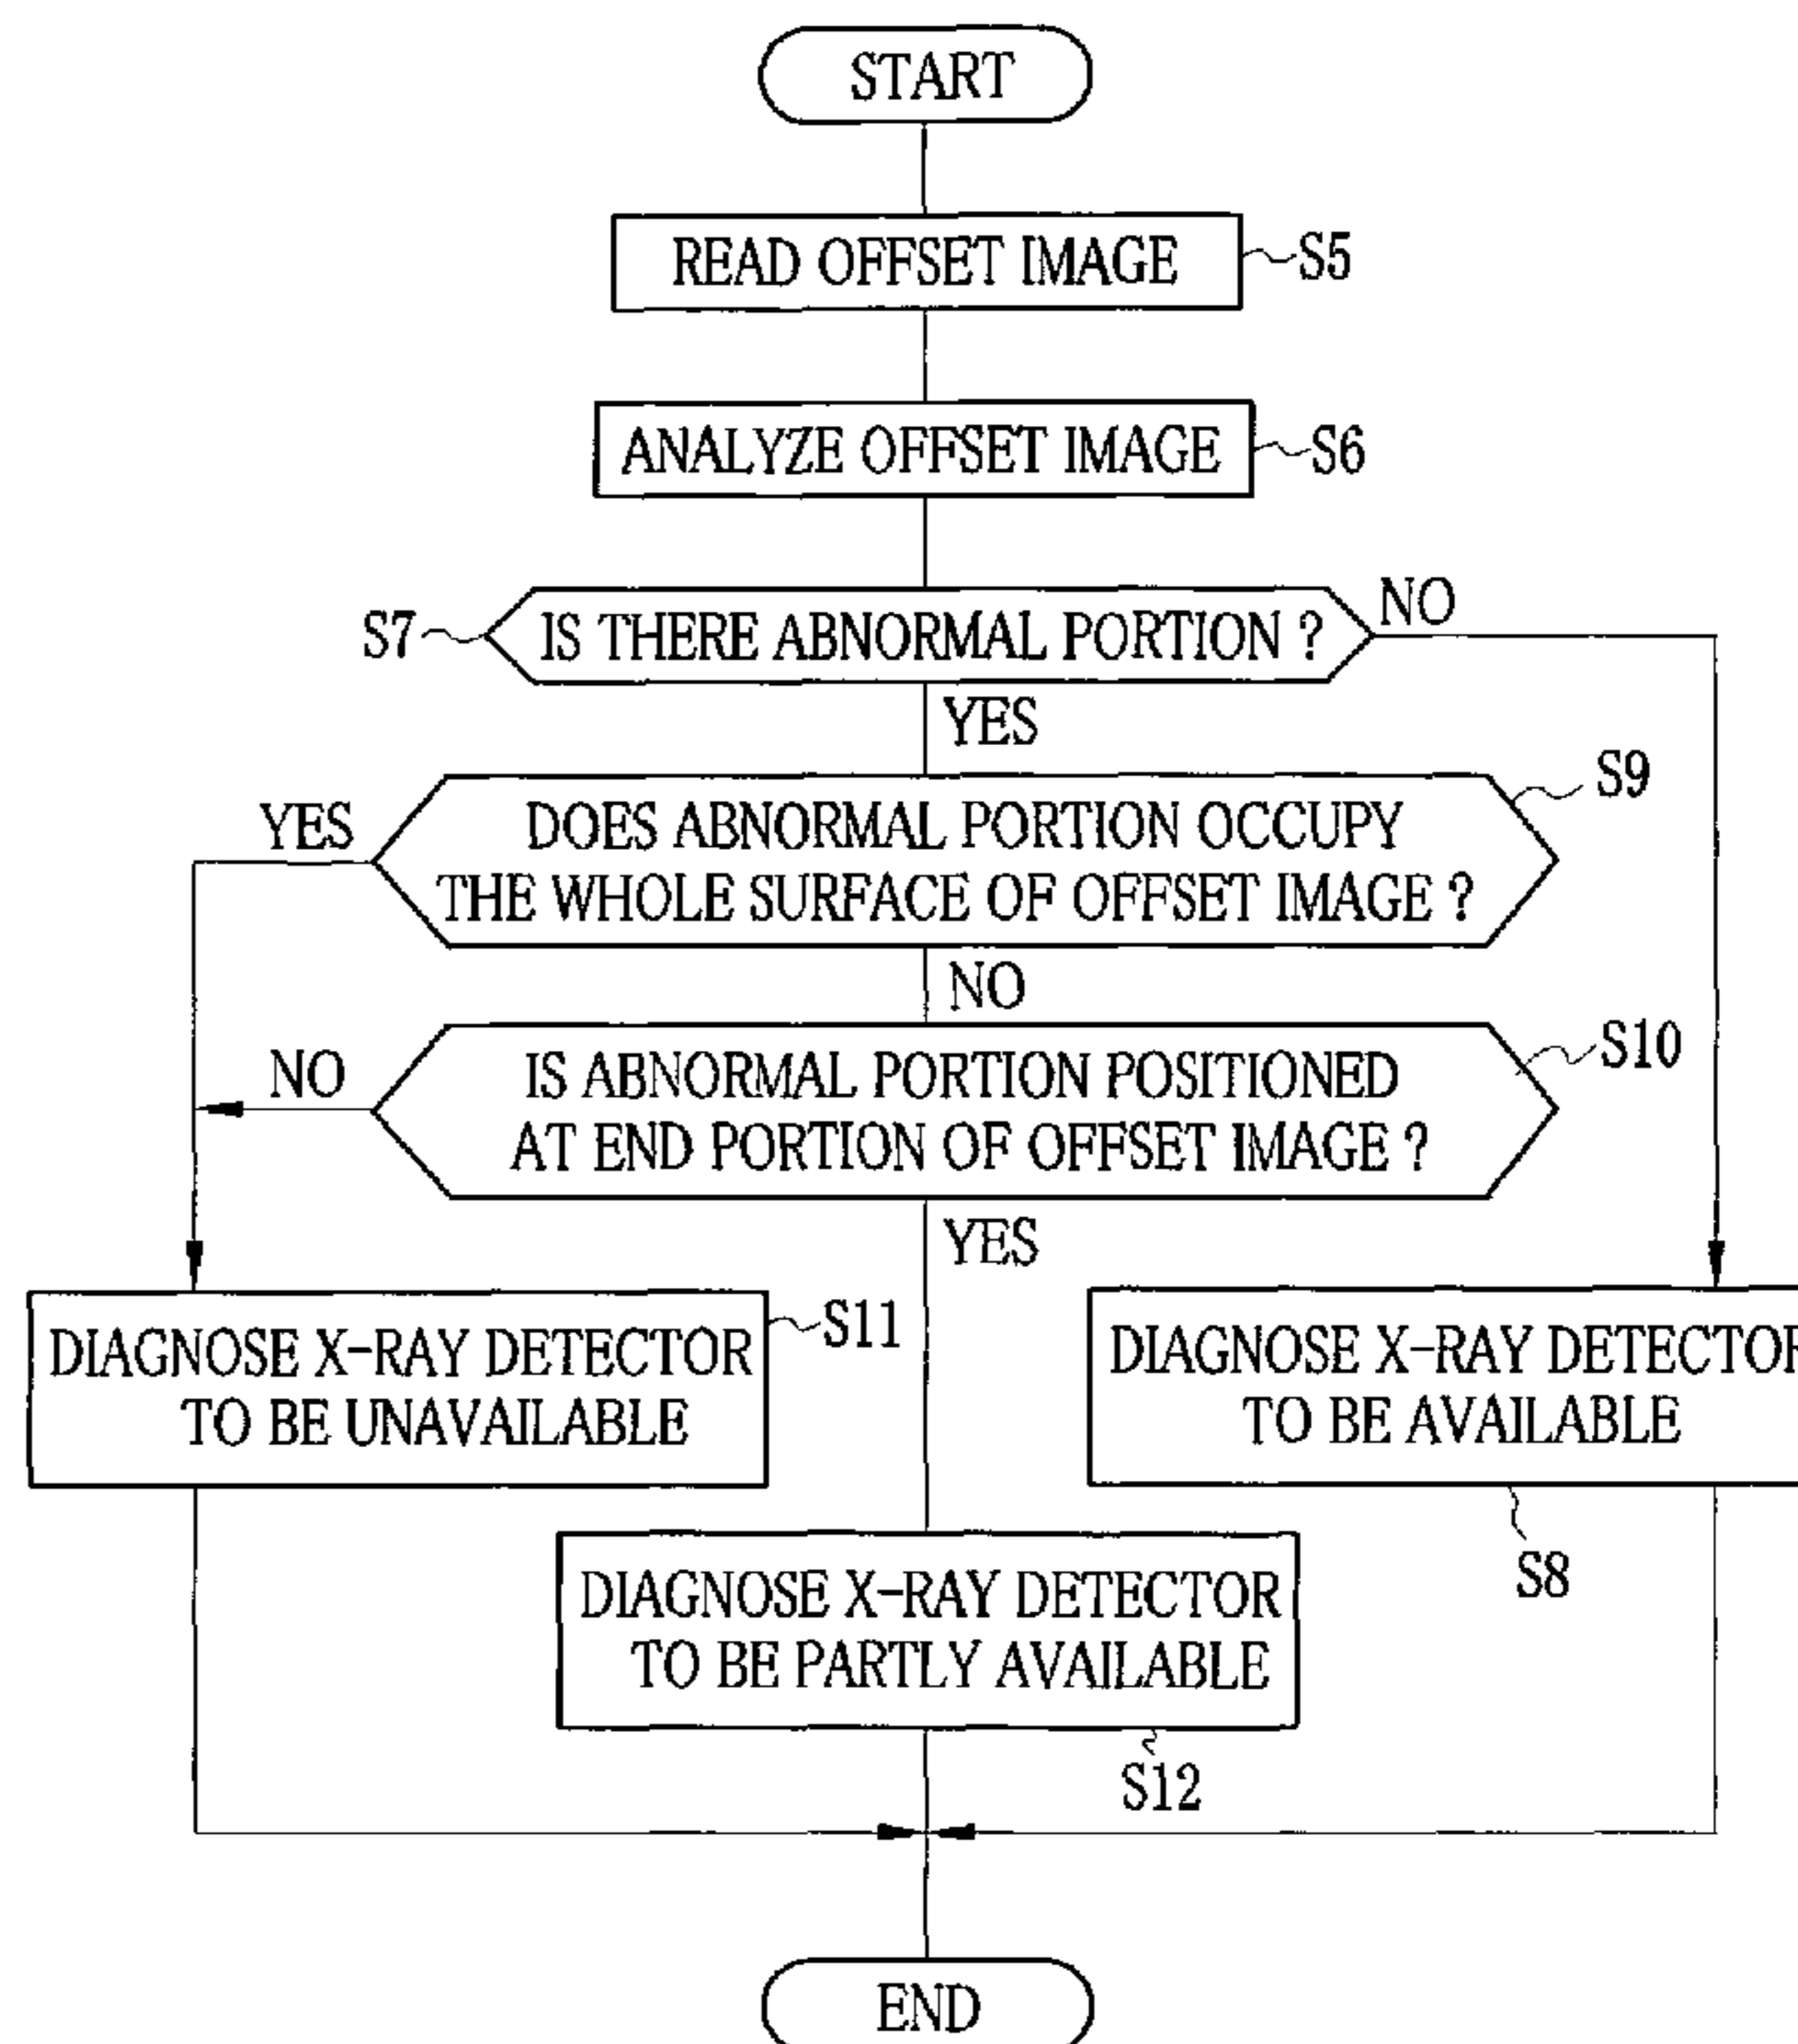 START
READ OFFSET IMAGE
S5
ANALYZE OFFSET IMAGE
S6
S7
IS THERE ABNORMAL PORTION ?
NO
YES
S9
YES
DOES ABNORMAL PORTION OCCUPY
THE WHOLE SURFACE OF OFFSET IMAGE ?
NO
S10
NO
IS ABNORMAL PORTION POSITIONED
AT END PORTION OF OFFSET IMAGE ?
YES
DIAGNOSE X-RAY DETECTOR
TO BE UNAVAILABLE
S11
DIAGNOSE X-RAY DETECTOR
TO BE AVAILABLE
S8
DIAGNOSE X-RAY DETECTOR
TO BE PARTLY AVAILABLE
S12
END